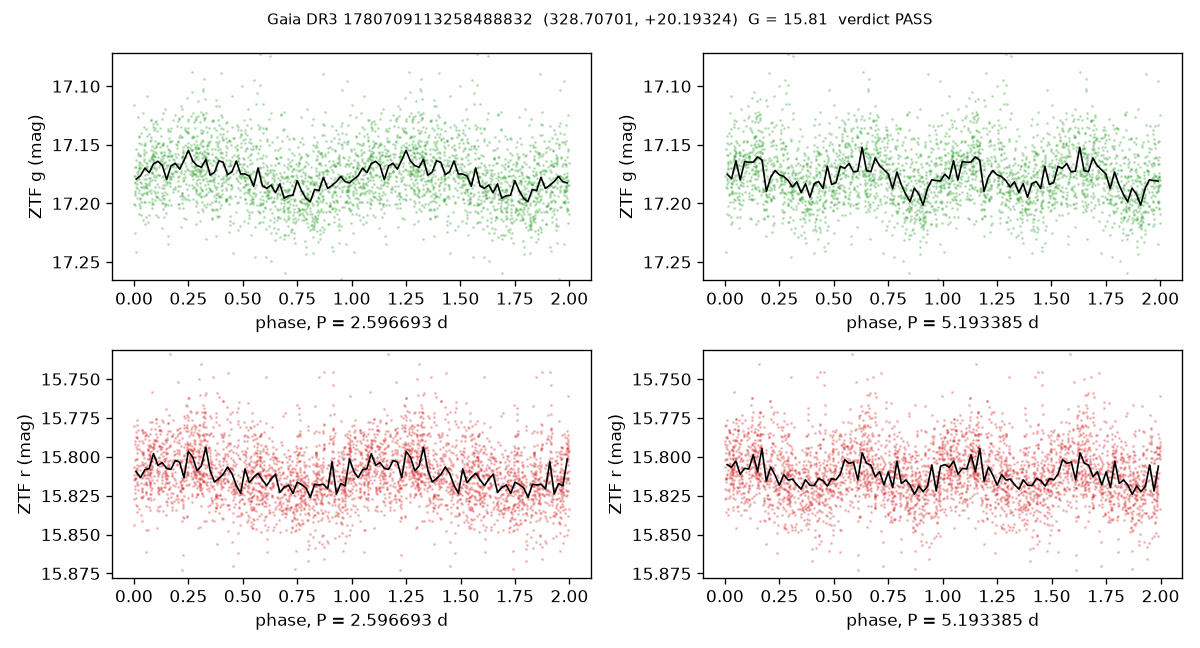 Gaia DR3 1780709113258488832  (328.70701, +20.19324)  G = 15.81  verdict PASS
ZTF g (mag)
17.10
17.15
17.20
17.25
0.00 0.25 0.50 0.75 1.00 1.25 1.50 1.75 2.00
phase, P = 2.596693 d
ZTF g (mag)
17.10
17.15
17.20
17.25
0.00 0.25 0.50 0.75 1.00 1.25 1.50 1.75 2.00
phase, P = 5.193385 d
ZTF r (mag)
15.750
15.775
15.800
15.825
15.850
15.875
0.00 0.25 0.50 0.75 1.00 1.25 1.50 1.75 2.00
phase, P = 2.596693 d
ZTF r (mag)
15.750
15.775
15.800
15.825
15.850
15.875
0.00 0.25 0.50 0.75 1.00 1.25 1.50 1.75 2.00
phase, P = 5.193385 d